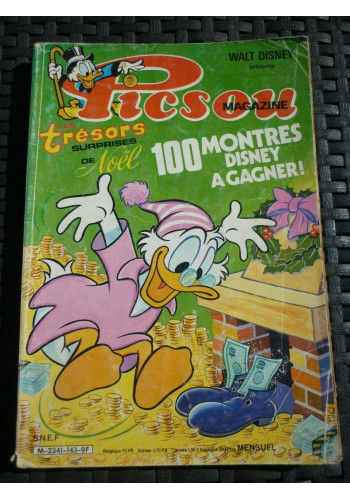 WALT DISNEY
présente
Picsou
MAGAZINE
trésors
SURPRISES
DE
Noël
100 MONTRES
DISNEY
A GAGNER!
S.N.E.F
M-2341-143-9F
MENSUEL